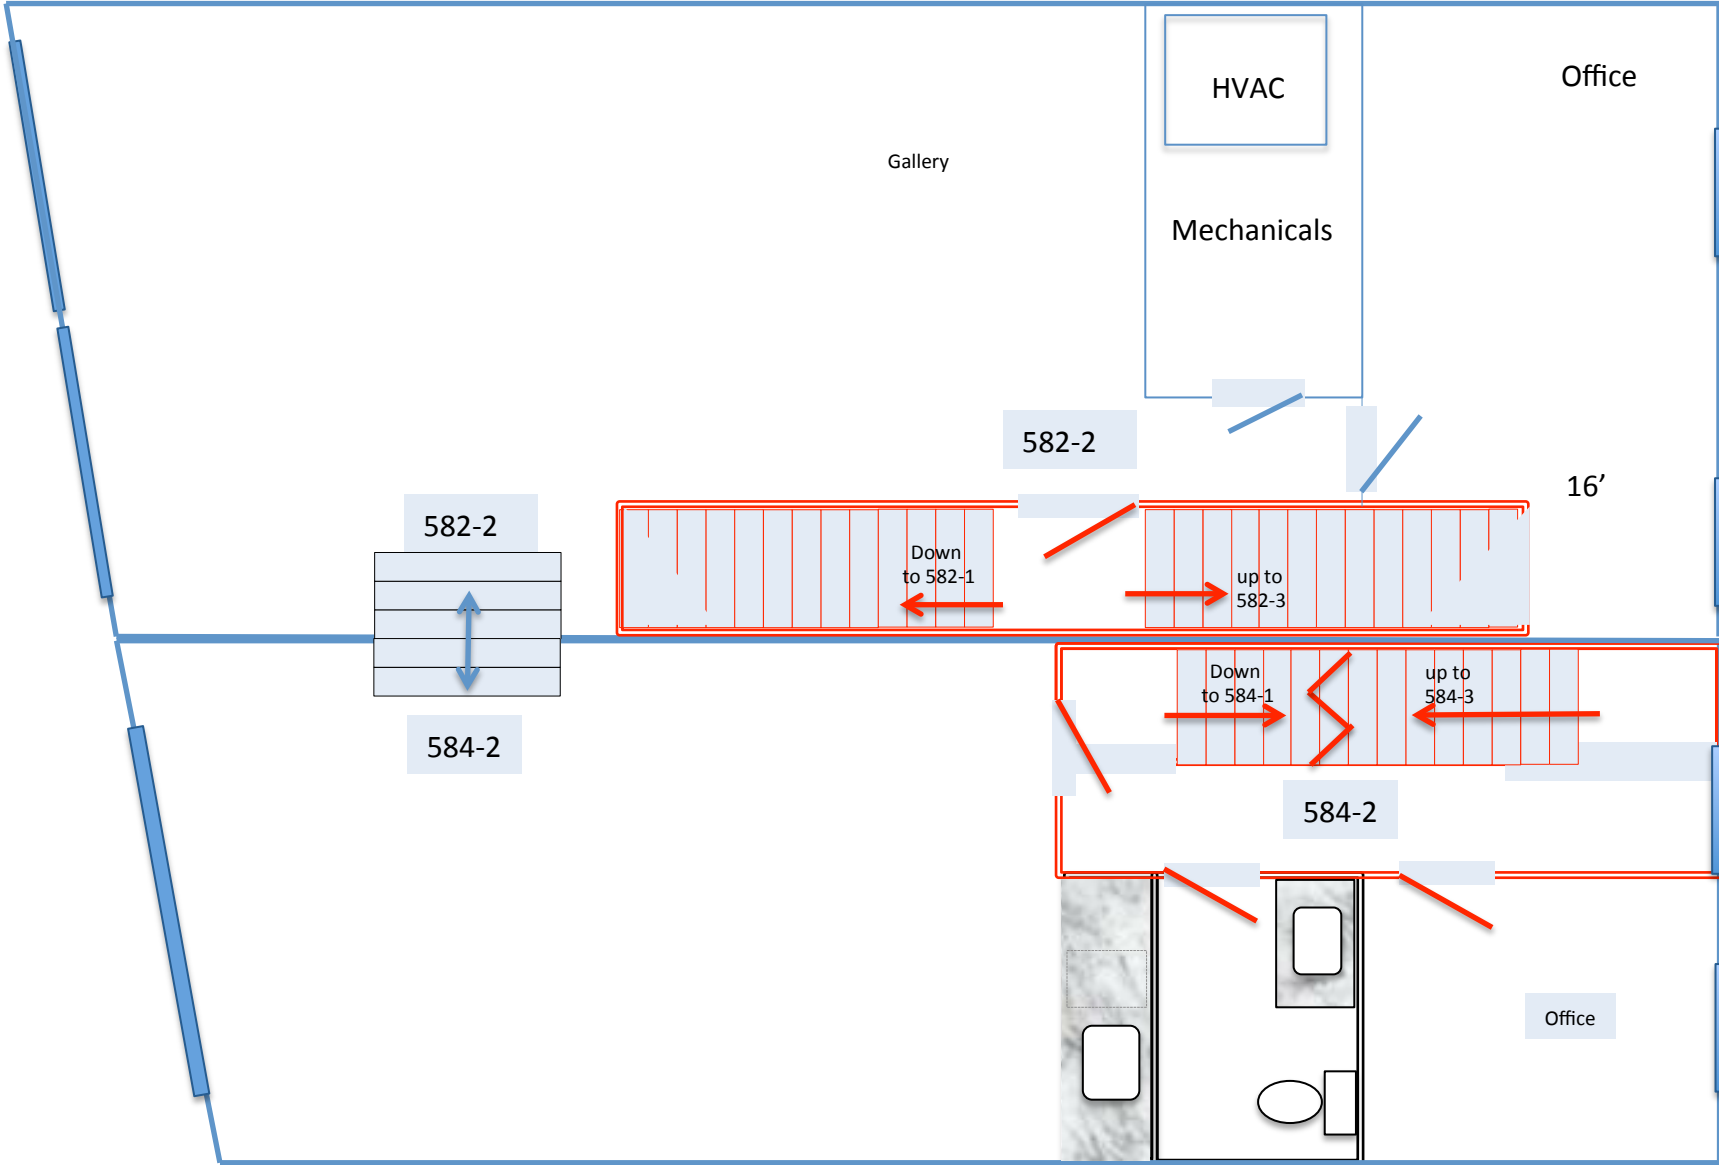 HVAC
Office
Gallery
Mechanicals
582-2
16’
582-2
Down
to 582-1
up to
582-3
Down
to 584-1
up to
584-3
584-2
584-2
Office